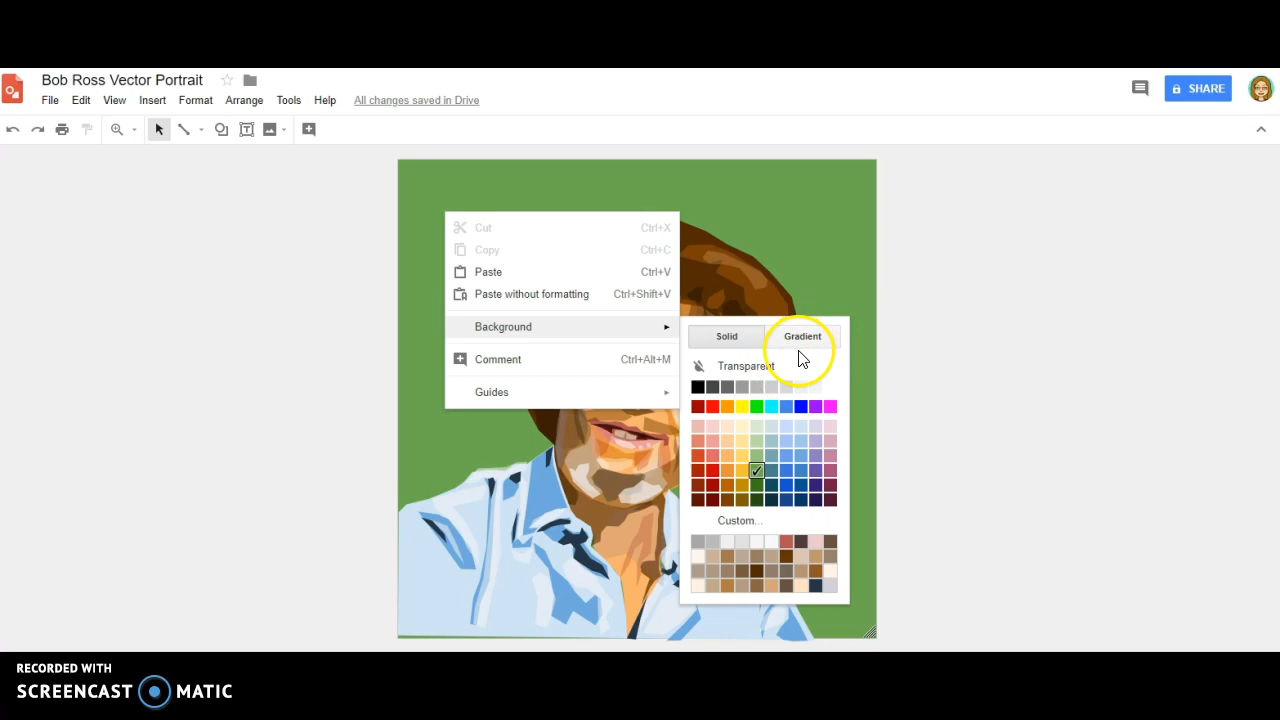 Bob Ross Vector Portrait
File Edit View Insert Format Arrange Tools Help All changes saved in Drive
SHARE
Cut Ctrl+X
Copy Ctrl+C
Paste Ctrl+V
Paste without formatting Ctrl+Shift+V
Background
Comment Ctrl+Alt+M
Guides
Solid Gradient
Transparent
Custom...
RECORDED WITH
SCREENCAST MATIC